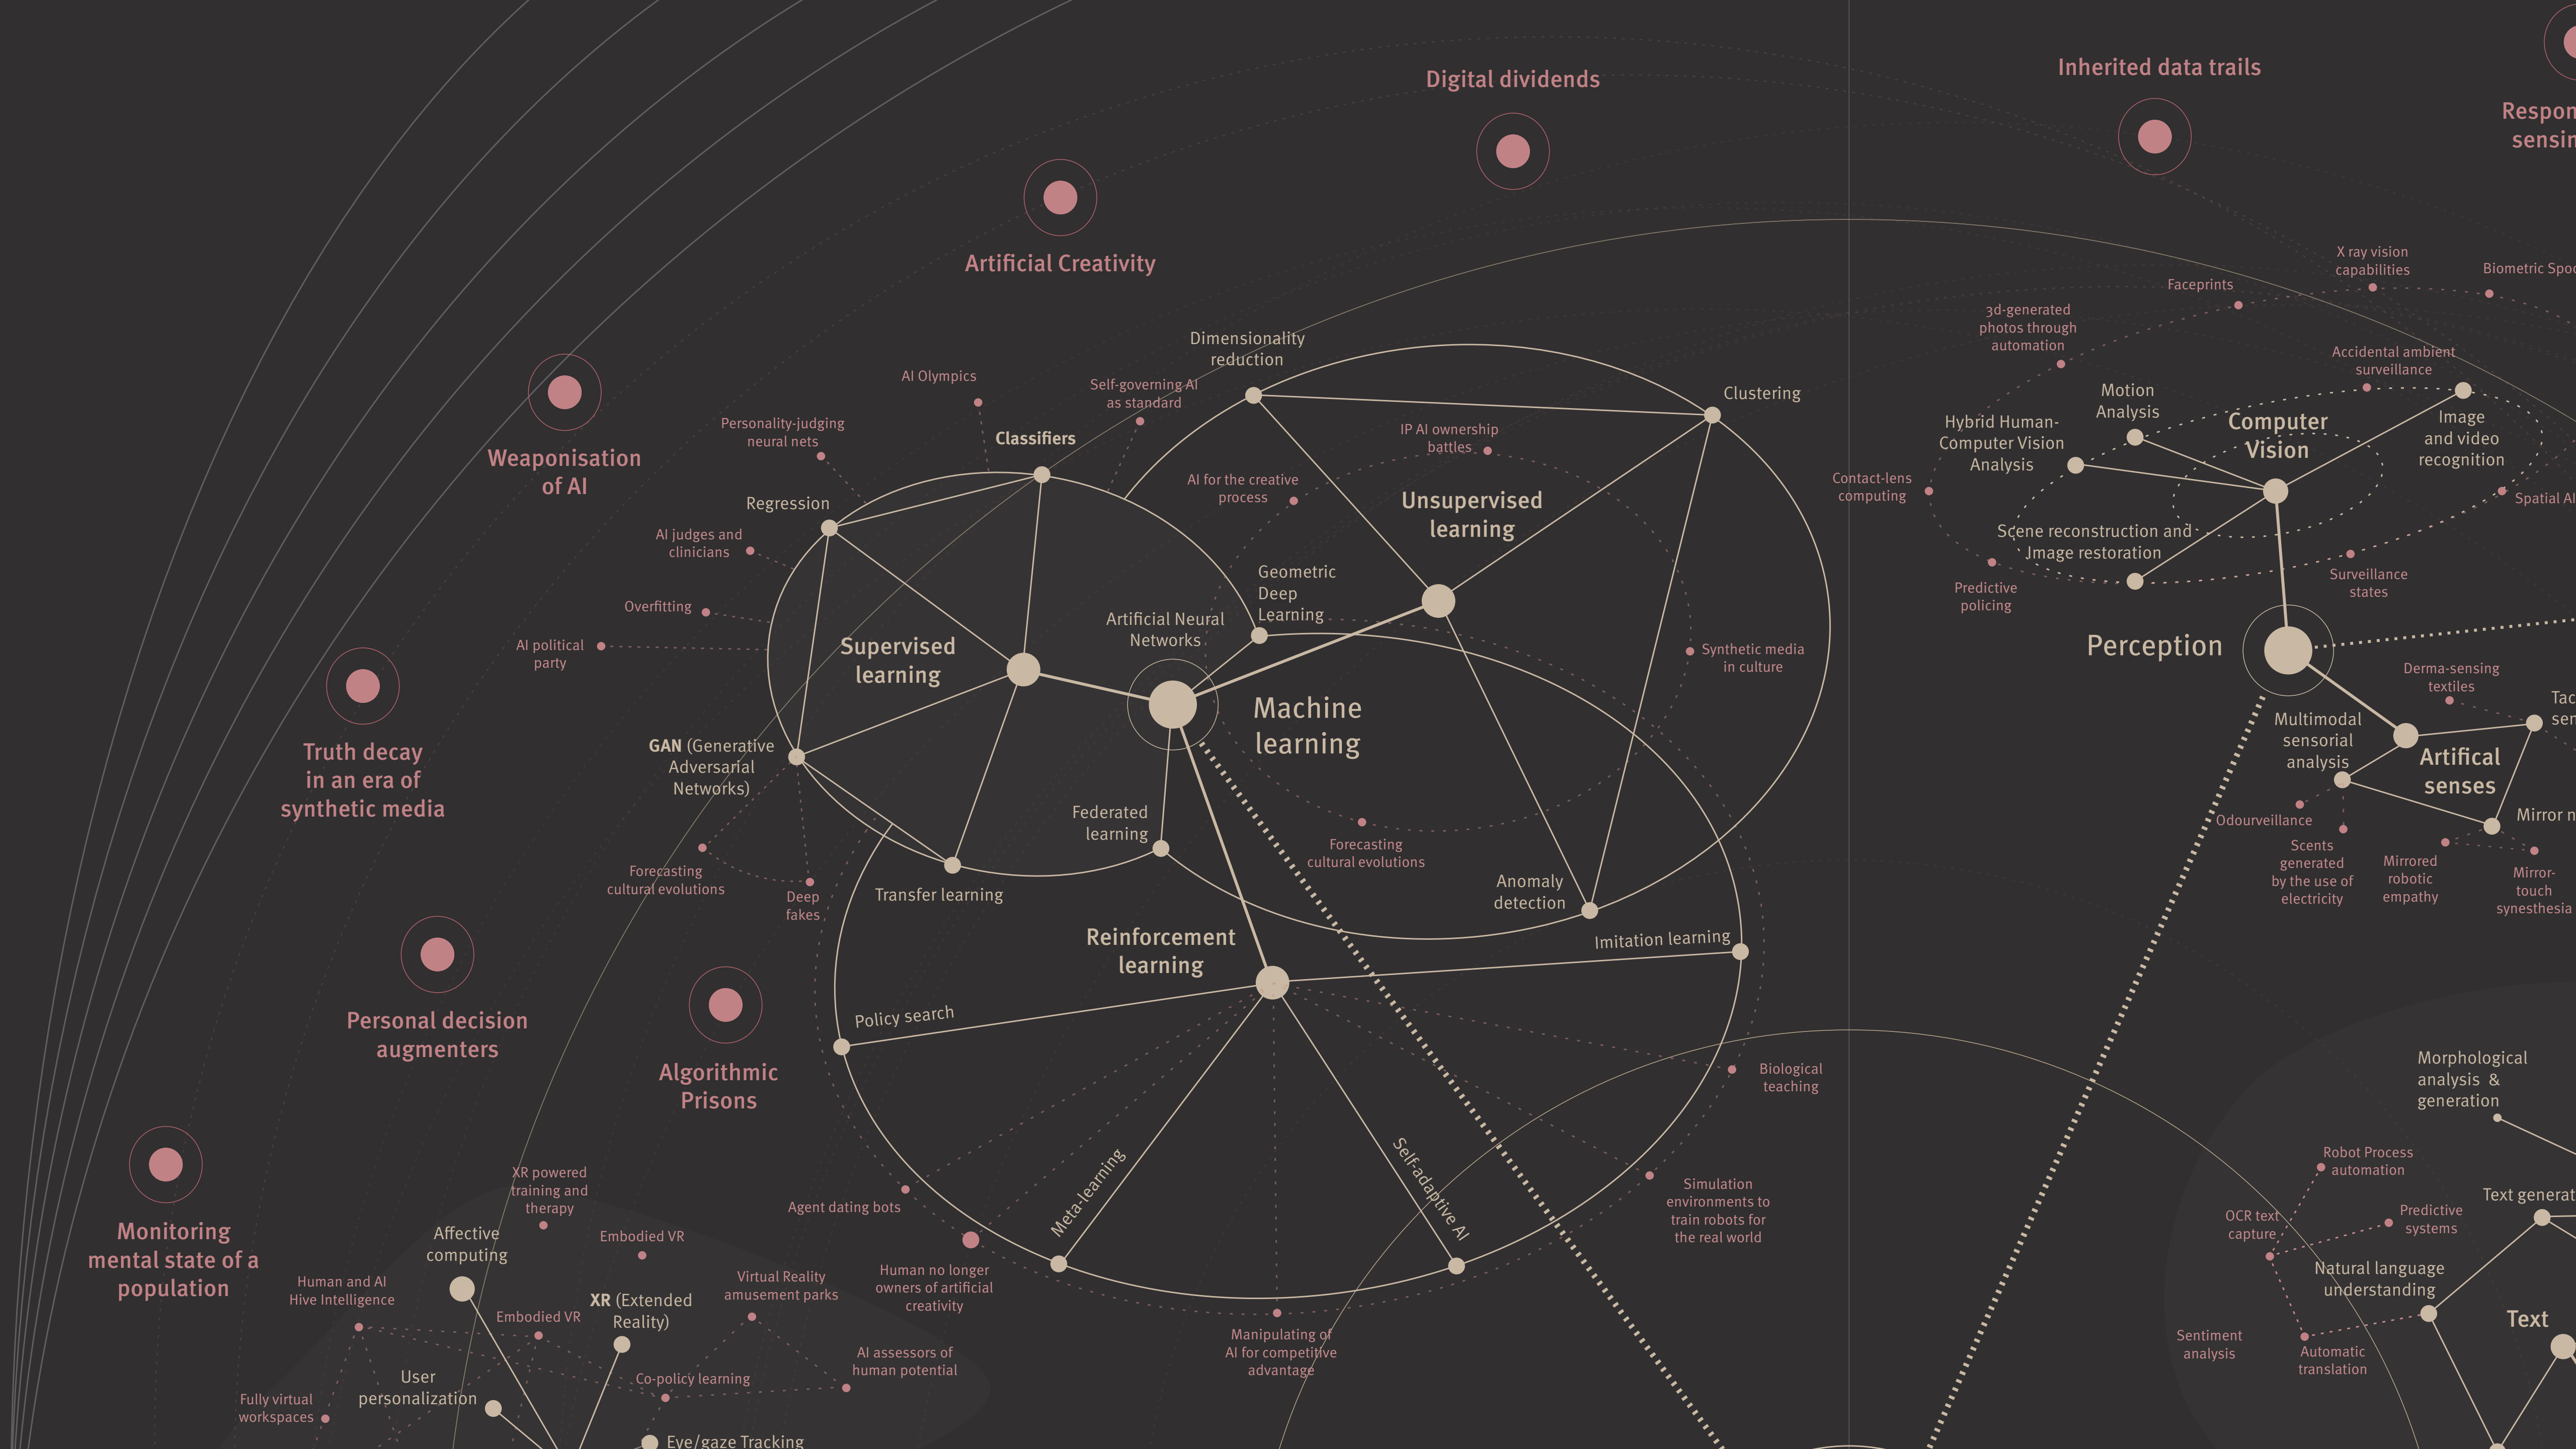 Digital dividends
Inherited data trails
Artificial Creativity
Weaponisation
of AI
Truth decay
in an era of
synthetic media
Personal decision
augmenters
Algorithmic
Prisons
Monitoring
mental state of a
population
Dimensionality
reduction
Clustering
AI Olympics
Self-governing AI
as standard
Personality-judging
neural nets
Classifiers
IP AI ownership
battles
Regression
AI for the creative
process
Unsupervised
learning
AI judges and
clinicians
Geometric
Deep
Learning
Overfitting
Artificial Neural
Networks
AI political
party
Supervised
learning
Synthetic media
in culture
Machine
learning
GAN (Generative
Adversarial
Networks)
Federated
learning
Forecasting
cultural evolutions
Forecasting
cultural evolutions
Deep
fakes
Transfer learning
Anomaly
detection
Reinforcement
learning
Imitation learning
Policy search
Biological
teaching
Meta-learning
Self-adaptive AI
Agent dating bots
Simulation
environments to
train robots for
the real world
Human no longer
owners of artificial
creativity
Manipulating of
AI for competitive
advantage
XR powered
training and
therapy
Affective
computing
Embodied VR
Human and AI
Hive Intelligence
Virtual Reality
amusement parks
Embodied VR
XR (Extended
Reality)
AI assessors of
human potential
User
personalization
Co-policy learning
Fully virtual
workspaces
Eye/gaze Tracking
Respon
sensin
X ray vision
capabilities
Biometric Spoo
Faceprints
3d-generated
photos through
automation
Accidental ambient
surveillance
Motion
Analysis
Computer
Vision
Image
and video
recognition
Hybrid Human-
Computer Vision
Analysis
Contact-lens
computing
Spatial AI
Scene reconstruction and
Image restoration
Predictive
policing
Surveillance
states
Perception
Derma-sensing
textiles
Tac
sen
Multimodal
sensorial
analysis
Artifical
senses
Odourveillance
Mirror n
Scents
generated
by the use of
electricity
Mirrored
robotic
empathy
Mirror-
touch
synesthesia
Morphological
analysis &
generation
Robot Process
automation
Text generat
OCR text
capture
Predictive
systems
Natural language
understanding
Text
Sentiment
analysis
Automatic
translation